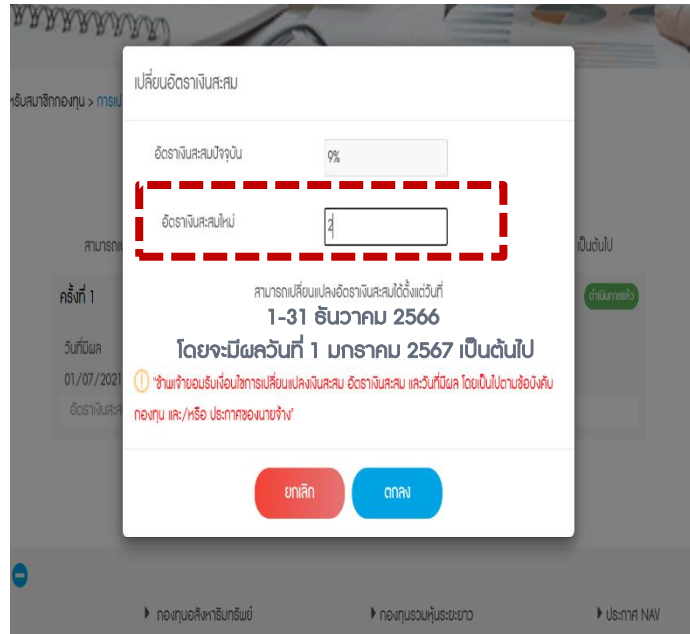 เปลี่ยนอัตราเงินสะสม
หรับสมาชิกกองทุน > การเป
อัตราเงินสะสมปัจจุบัน 9%
อัตราเงินสะสมใหม่ 2
สามารถเ เป็นต้นไป
ครั้งที่ 1 ดำเนินการแล้ว
สามารถเปลี่ยนแปลงอัตราเงินสะสมได้ตั้งแต่วันที่
1-31 ธันวาคม 2566
โดยจะมีผลวันที่ 1 มกราคม 2567 เป็นต้นไป
วันที่มีผล
01/07/2021
อัตราเงินสะส
"ข้าพเจ้ายอมรับเงื่อนไขการเปลี่ยนแปลงเงินสะสม อัตราเงินสะสม และวันที่มีผล โดยเป็นไปตามข้อบังคับ
กองทุน และ/หรือ ประกาศของนายจ้าง"
ยกเลิก ตกลง
กองทุนอสังหาริมทรัพย์ กองทุนรวมหุ้นระยะยาว ประกาศ NAV